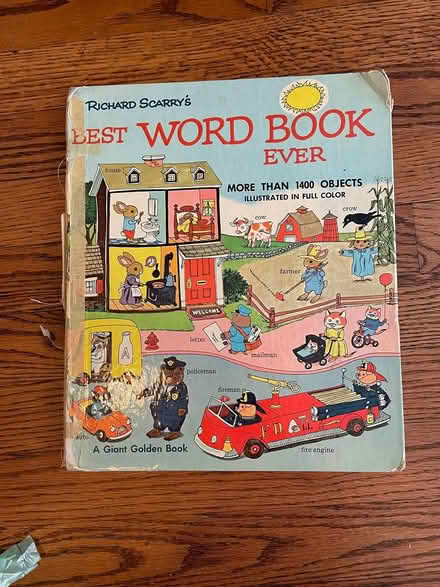 RICHARD SCARRY'S
BEST WORD BOOK
EVER
MORE THAN 1400 OBJECTS
ILLUSTRATED IN FULL COLOR
house
cow
crow
farmer
WELCOME
letter
mailman
policeman
fireman
auto
A Giant Golden Book
fire engine